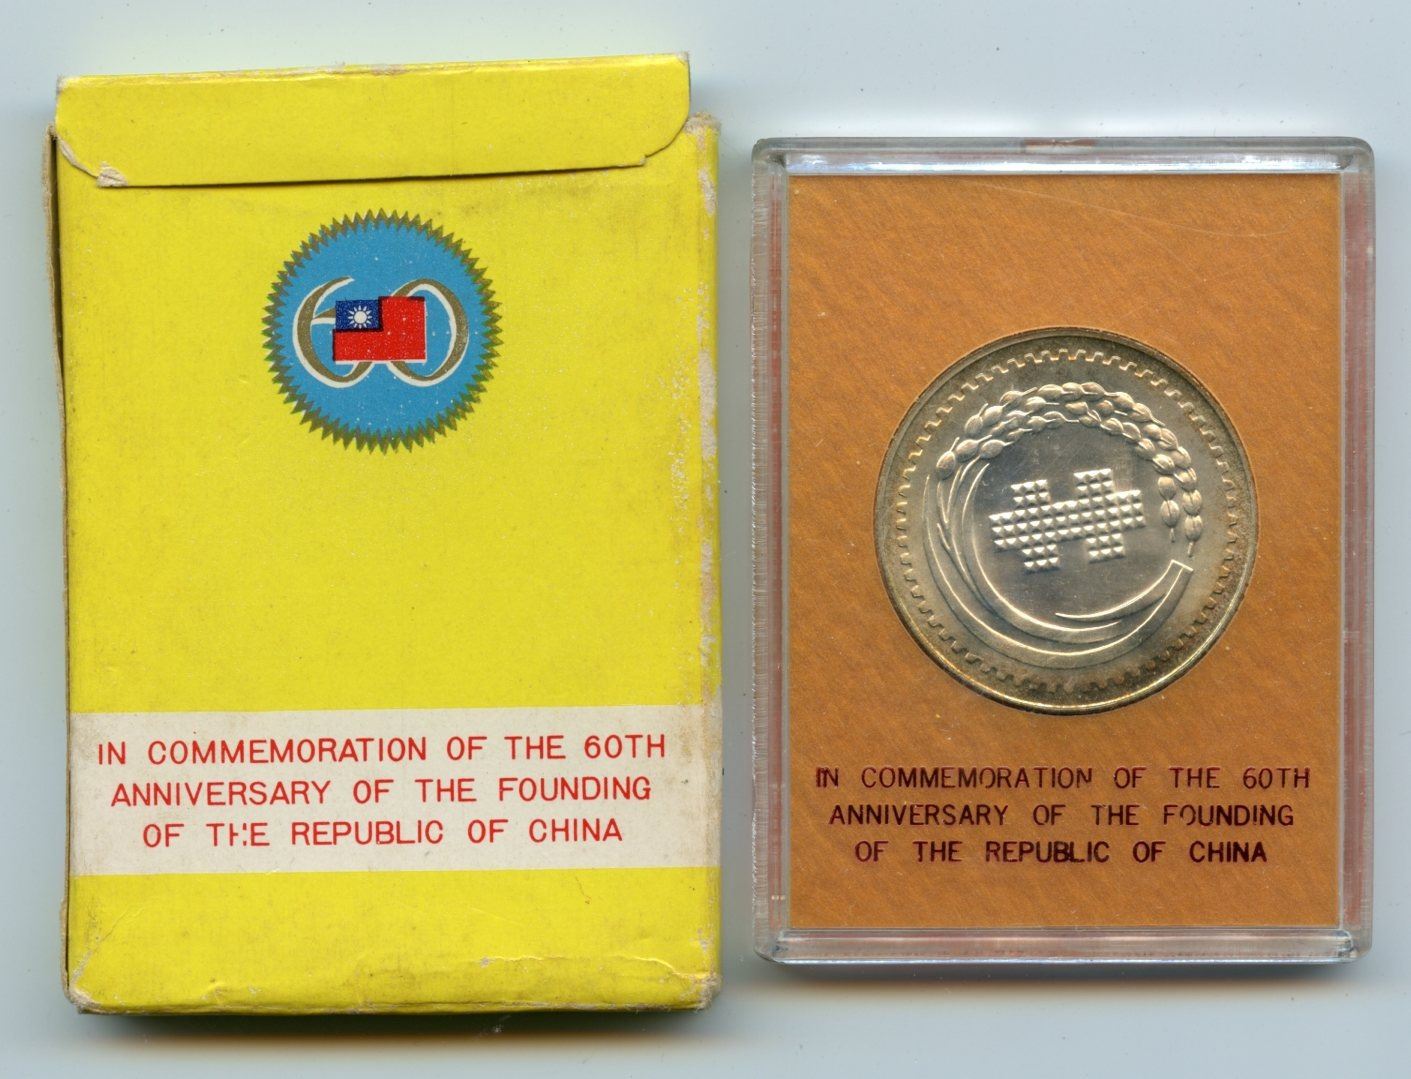 60
IN COMMEMORATION OF THE 60TH
ANNIVERSARY OF THE FOUNDING
OF THE REPUBLIC OF CHINA
IN COMMEMORATION OF THE 60TH
ANNIVERSARY OF THE FOUNDING
OF THE REPUBLIC OF CHINA